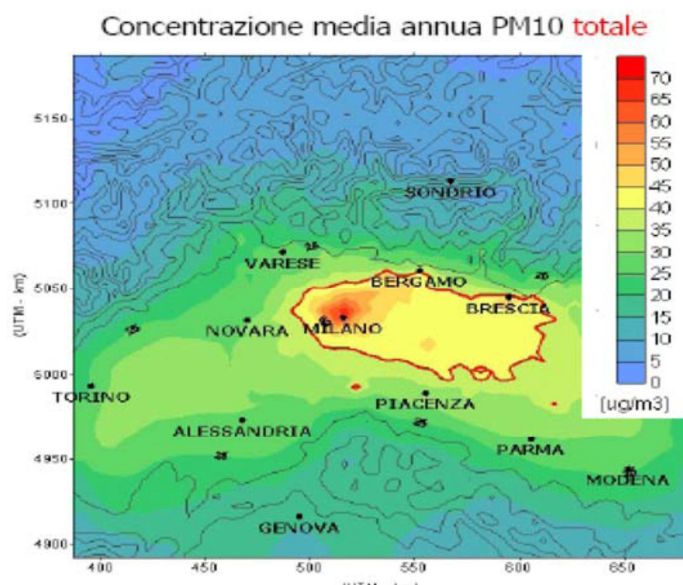 Concentrazione media annua PM10 totale
70
65
60
55
50
45
40
35
30
25
20
15
10
5
0
[ug/m3]
(UTM - km)
5150
5100
5050
5000
4950
4900
SONDRIO
VARESE
BERGAMO
BRESCIA
NOVARA
MILANO
TORINO
PIACENZA
ALESSANDRIA
PARMA
MODENA
GENOVA
400
450
500
550
600
650